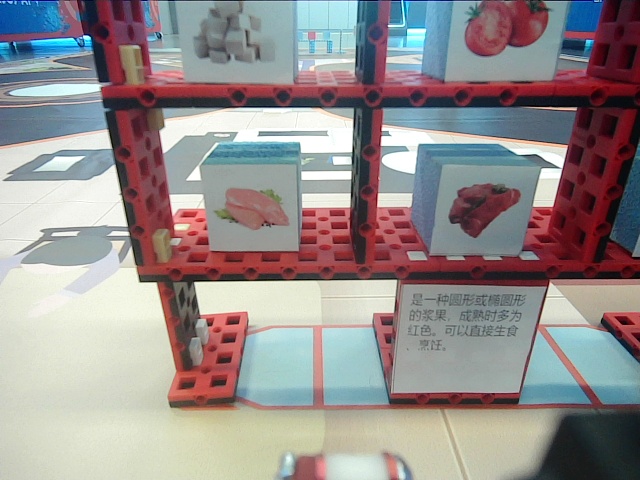 是一种圆形或椭圆形
的浆果，成熟时多为
红色。可以直接生食
、烹饪。